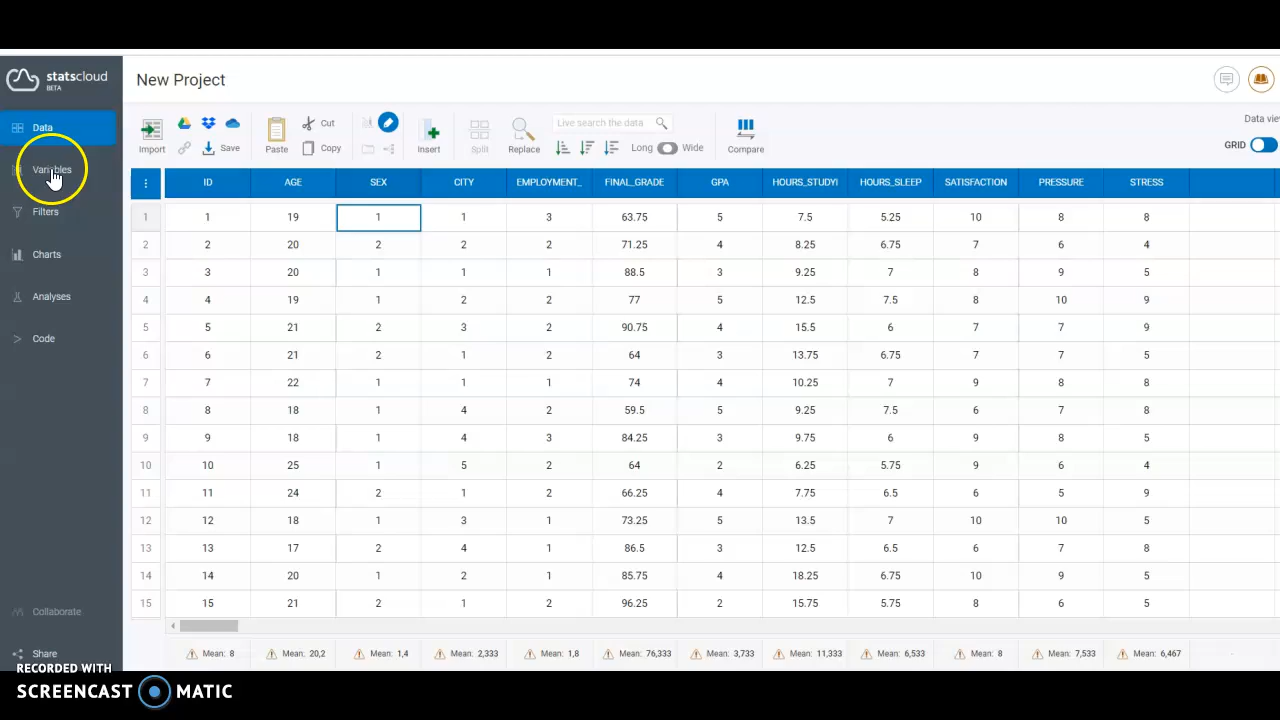 statscloud
BETA
New Project
Data
Variables
Filters
Charts
Analyses
Code
Collaborate
Share
Import
Save
Paste
Cut
Copy
Insert
Split
Replace
Live search the data
Long Wide
Compare
Data vie
GRID
ID AGE SEX CITY EMPLOYMENT_ FINAL_GRADE GPA HOURS_STUDYI HOURS_SLEEP SATISFACTION PRESSURE STRESS
1 1 19 1 1 3 63.75 5 7.5 5.25 10 8 8
2 2 20 2 2 2 71.25 4 8.25 6.75 7 6 4
3 3 20 1 1 1 88.5 3 9.25 7 8 9 5
4 4 19 1 2 2 77 5 12.5 7.5 8 10 9
5 5 21 2 3 2 90.75 4 15.5 6 7 7 9
6 6 21 2 1 2 64 3 13.75 6.75 7 7 5
7 7 22 1 1 1 74 4 10.25 7 9 8 8
8 8 18 1 4 2 59.5 5 9.25 7.5 6 7 8
9 9 18 1 4 3 84.25 3 9.75 6 9 8 5
10 10 25 1 5 2 64 2 6.25 5.75 9 6 4
11 11 24 2 1 2 66.25 4 7.75 6.5 6 5 9
12 12 18 1 3 1 73.25 5 13.5 7 10 10 5
13 13 17 2 4 1 86.5 3 12.5 6.5 6 7 8
14 14 20 1 2 1 85.75 4 18.25 6.75 10 9 5
15 15 21 2 1 2 96.25 2 15.75 5.75 8 6 5
Mean: 8 Mean: 20,2 Mean: 1,4 Mean: 2,333 Mean: 1,8 Mean: 76,333 Mean: 3,733 Mean: 11,333 Mean: 6,533 Mean: 8 Mean: 7,533 Mean: 6,467
RECORDED WITH
SCREENCAST MATIC